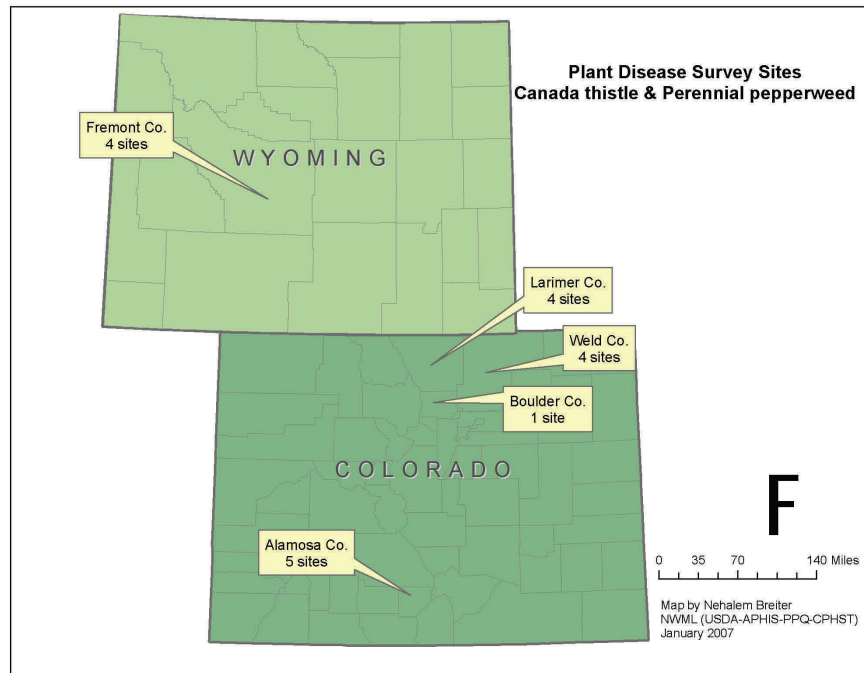 Plant Disease Survey Sites
Canada thistle & Perennial pepperweed
Fremont Co.
4 sites
WYOMING
Larimer Co.
4 sites
Weld Co.
4 sites
Boulder Co.
1 site
COLORADO
Alamosa Co.
5 sites
F
0 35 70 140 Miles
Map by Nehalem Breiter
NWML (USDA-APHIS-PPQ-CPHST)
January 2007